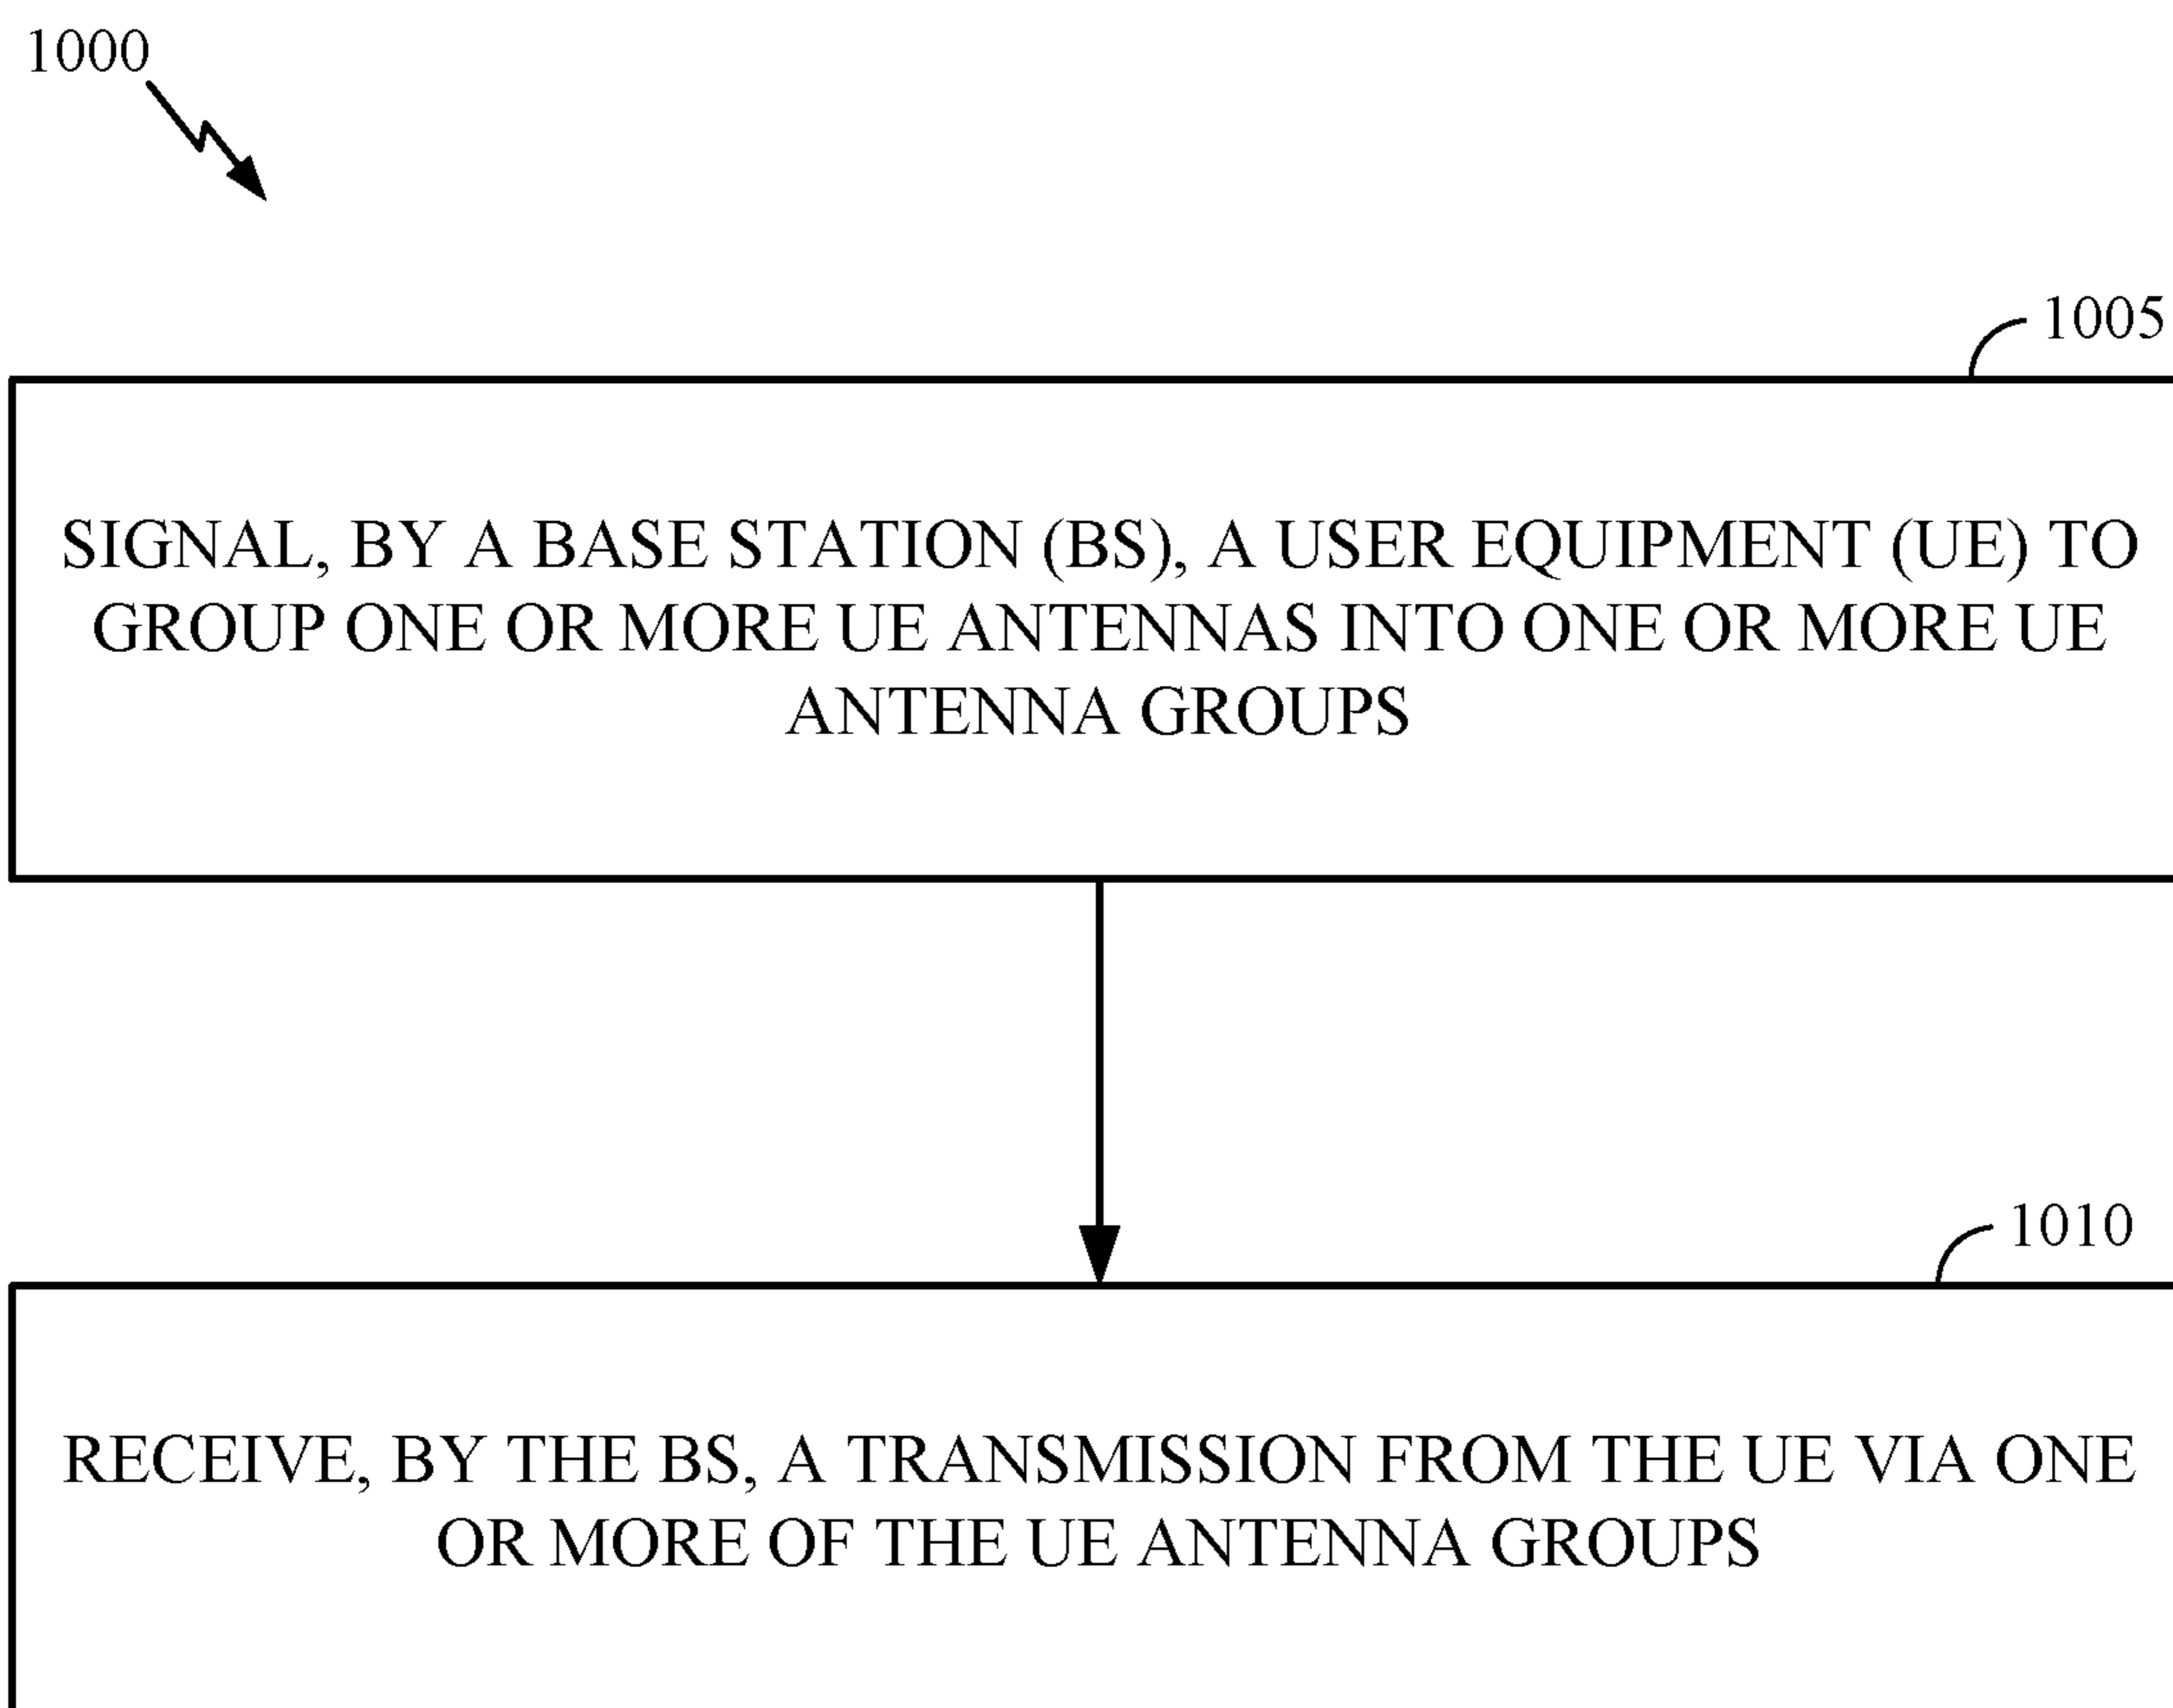 1000
1005
SIGNAL, BY A BASE STATION (BS), A USER EQUIPMENT (UE) TO
GROUP ONE OR MORE UE ANTENNAS INTO ONE OR MORE UE
ANTENNA GROUPS
1010
RECEIVE, BY THE BS, A TRANSMISSION FROM THE UE VIA ONE
OR MORE OF THE UE ANTENNA GROUPS